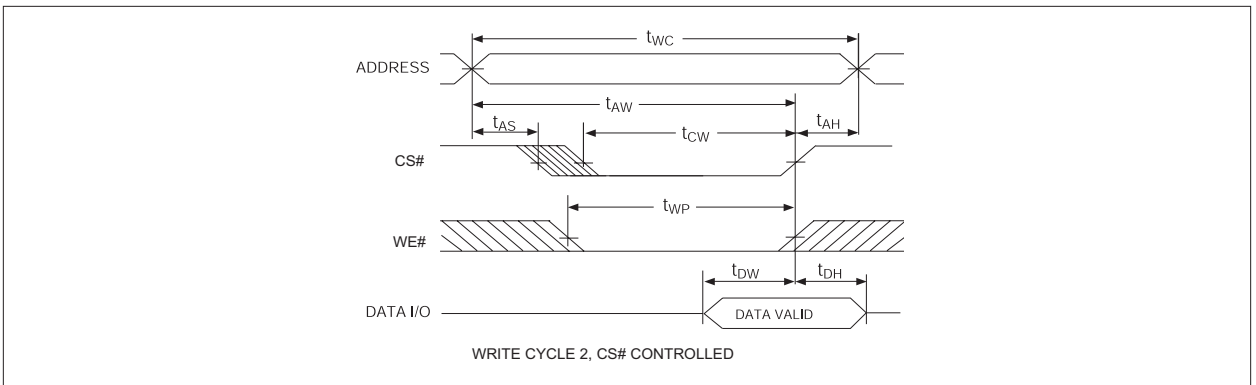 tWC
ADDRESS
tAW
tAS
tCW
tAH
CS#
tWP
WE#
tDW
tDH
DATA I/O
DATA VALID
WRITE CYCLE 2, CS# CONTROLLED